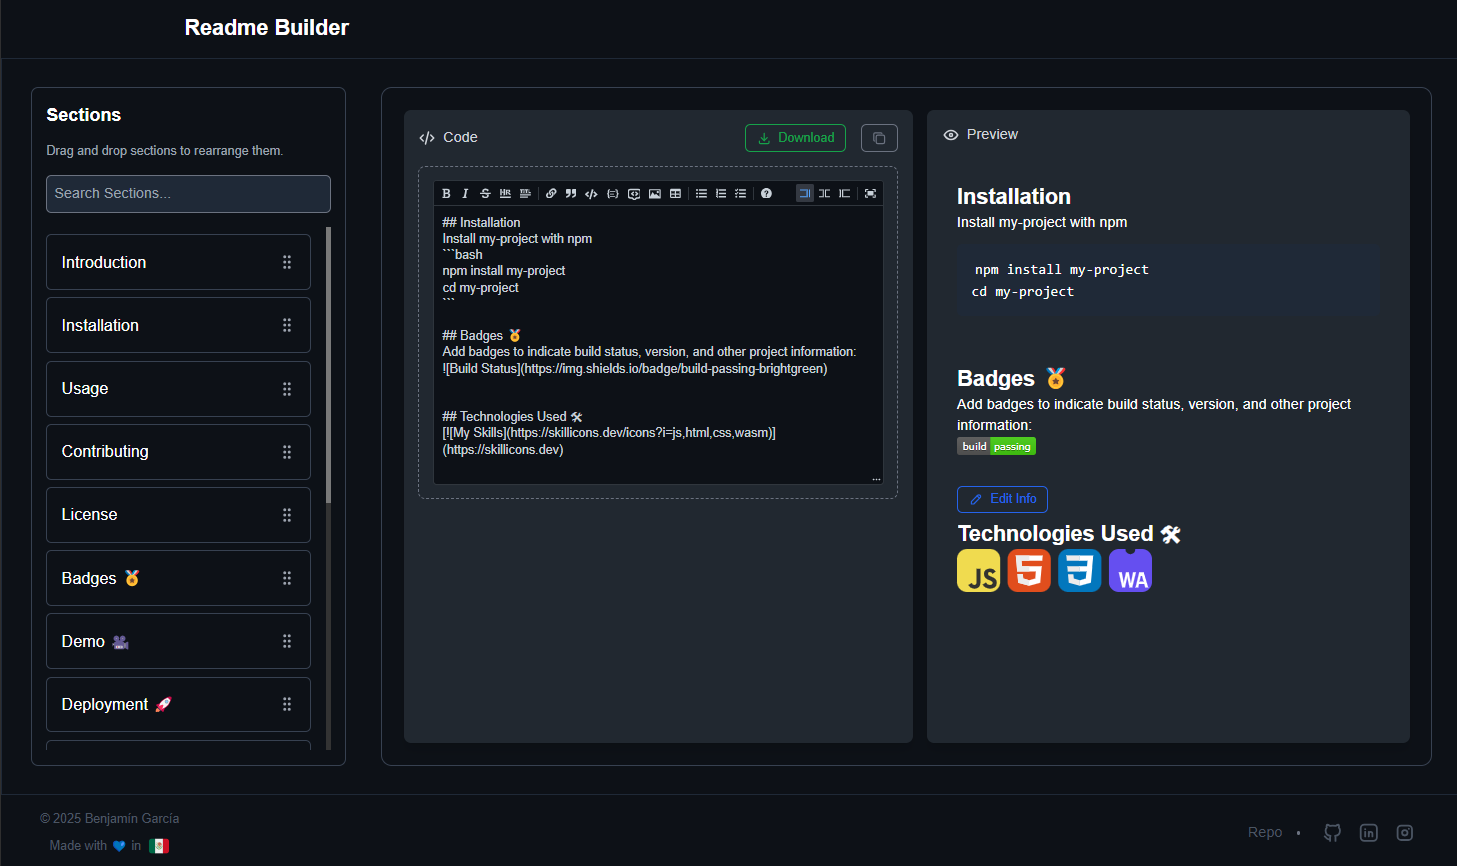 Readme Builder
Sections
Drag and drop sections to rearrange them.
Search Sections...
Introduction
Installation
Usage
Contributing
License
Badges 🏅
Demo 🎥
Deployment 🚀
Code
Download
B I S HR
## Installation
Install my-project with npm
```bash
npm install my-project
cd my-project
```
## Badges 🏅
Add badges to indicate build status, version, and other project information:
![Build Status](https://img.shields.io/badge/build-passing-brightgreen)
## Technologies Used 🛠
[![My Skills](https://skillicons.dev/icons?i=js,html,css,wasm)]
(https://skillicons.dev)
Preview
Installation
Install my-project with npm
npm install my-project
cd my-project
Badges 🏅
Add badges to indicate build status, version, and other project
information:
build passing
Edit Info
Technologies Used 🛠
JS 5 3 WA
© 2025 Benjamín García
Made with 💙 in 🇲🇽
Repo •
in